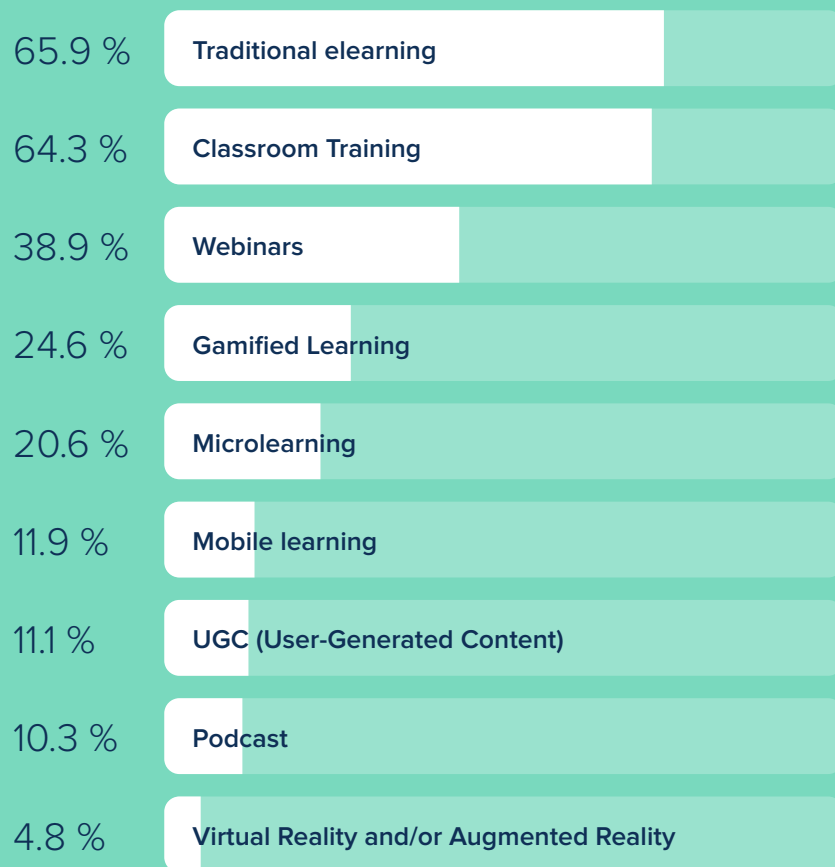 65.9 % Traditional elearning
64.3 % Classroom Training
38.9 % Webinars
24.6 % Gamified Learning
20.6 % Microlearning
11.9 % Mobile learning
11.1 % UGC (User-Generated Content)
10.3 % Podcast
4.8 % Virtual Reality and/or Augmented Reality